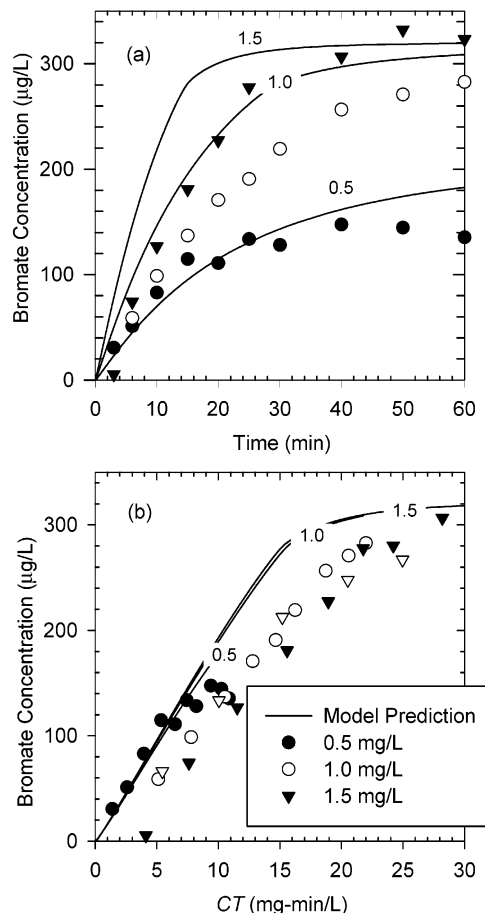 (a)
1.5
1.0
0.5
Bromate Concentration (µg/L)
300
200
100
0
0 10 20 30 40 50 60
Time (min)
(b)
1.5
1.0
0.5
Bromate Concentration (µg/L)
300
200
100
0
Model Prediction
0.5 mg/L
1.0 mg/L
1.5 mg/L
0 5 10 15 20 25 30
CT (mg-min/L)